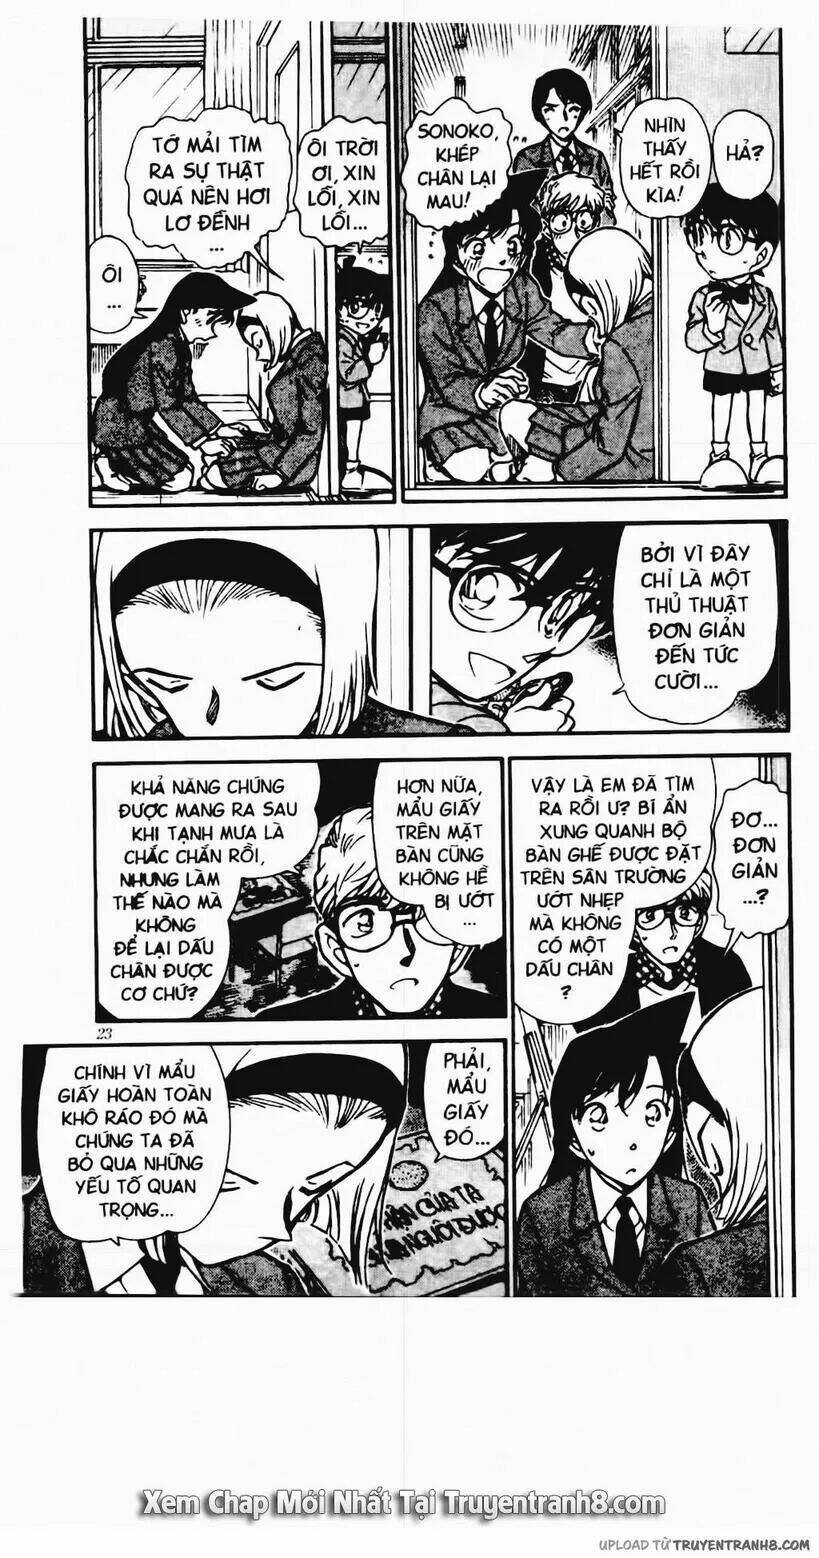 HẢ?
NHÌN
THẤY
HẾT RỒI
KÌA!
SONOKO,
KHÉP
CHÂN LẠI
MAU!
ÔI TRỜI
ƠI, XIN
LỖI, XIN
LỖI...
TỚ MẢI TÌM
RA SỰ THẬT
QUÁ NÊN HƠI
LƠ ĐỄNH
...
ÔI
...
BỞI VÌ ĐÂY
CHỈ LÀ MỘT
THỦ THUẬT
ĐƠN GIẢN
ĐẾN TỨC
CƯỜI...
ĐƠ...
ĐƠN
GIẢN
...?
VẬY LÀ EM ĐÃ TÌM
RA RỒI Ư? BÍ ẨN
XUNG QUANH BỘ
BÀN GHẾ ĐƯỢC ĐẶT
TRÊN SÂN TRƯỜNG
ƯỚT NHẸP
MÀ KHÔNG
CÓ MỘT
DẤU CHÂN
?
HƠN NỮA,
MẨU GIẤY
TRÊN MẶT
BÀN CŨNG
KHÔNG HỀ
BỊ ƯỚT
...
KHẢ NĂNG CHÚNG
ĐƯỢC MANG RA SAU
KHI TẠNH MƯA LÀ
CHẮC CHẮN RỒI,
NHƯNG LÀM
THẾ NÀO MÀ
KHÔNG
ĐỂ LẠI DẤU
CHÂN ĐƯỢC
CƠ CHỨ?
23
PHẢI,
MẨU
GIẤY
ĐÓ...
CỦA TA
NGUÔI ĐƯỢC
CHÍNH VÌ MẨU
GIẤY HOÀN TOÀN
KHÔ RÁO ĐÓ MÀ
CHÚNG TA ĐÃ
BỎ QUA NHỮNG
YẾU TỐ QUAN
TRỌNG...
Xem Chap Mới Nhất Tại Truyentranh8.com
UPLOAD TỪ TRUYENTRANH8.COM